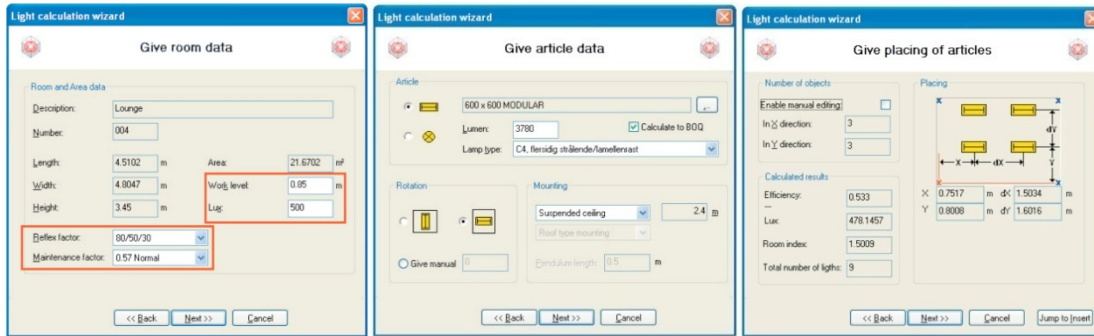 Light calculation wizard
Give room data
Room and Area data
Description: Lounge
Number: 004
Length: 4.5102 m Area: 21.6702 m²
Width: 4.8047 m Work level: 0.85 m
Height: 3.45 m Lux: 500
Reflex factor: 80/50/30
Maintenance factor: 0.57 Normal
<< Back Next >> Cancel
Light calculation wizard
Give article data
Article
600 x 600 MODULAR ...
Lumen: 3780 Calculate to BOQ
Lamp type: C4, flersidig strålende/lamellenrast
Rotation
Give manual 0
Mounting
Suspended ceiling 2.4 m
Roof type mounting
Pendulum length: 0.5 m
<< Back Next >> Cancel
Light calculation wizard
Give placing of articles
Number of objects
Enable manual editing:
In X direction: 3
In Y direction: 3
Calculated results
Efficiency: 0.533
Lux: 478.1457
Room index: 1.5009
Total number of ligths: 9
Placing
x x
dY
X dX Y
x x
X 0.7517 m dX 1.5034 m
Y 0.8008 m dY 1.6016 m
<< Back Next >> Cancel Jump to Insert